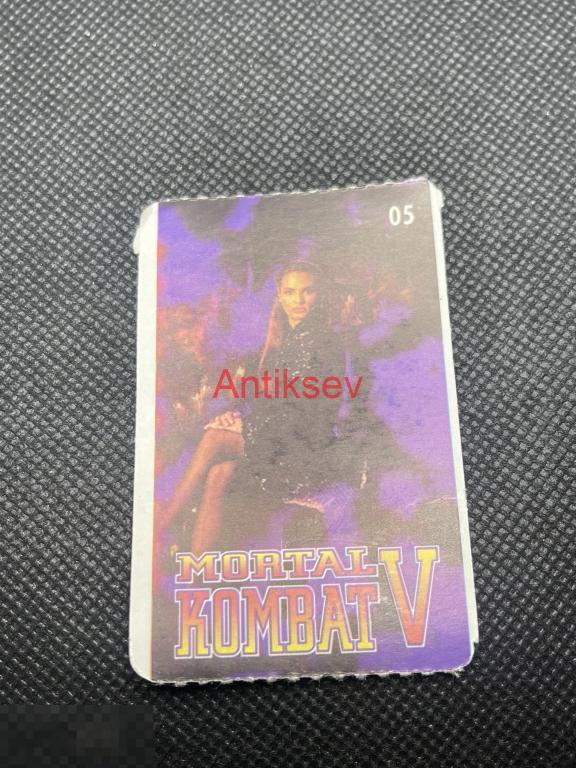 05
Antiksev
MORTAL
KOMBAT V